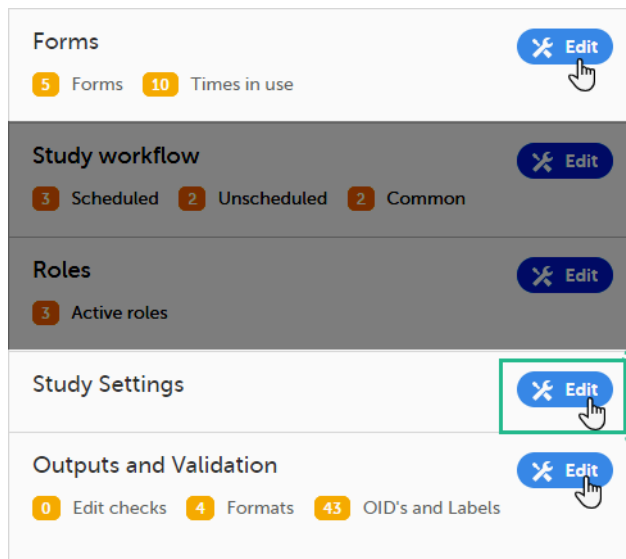 Forms
Edit
5 Forms 10 Times in use
Study workflow
Edit
3 Scheduled 2 Unscheduled 2 Common
Roles
Edit
3 Active roles
Study Settings
Edit
Outputs and Validation
Edit
0 Edit checks 4 Formats 43 OID's and Labels